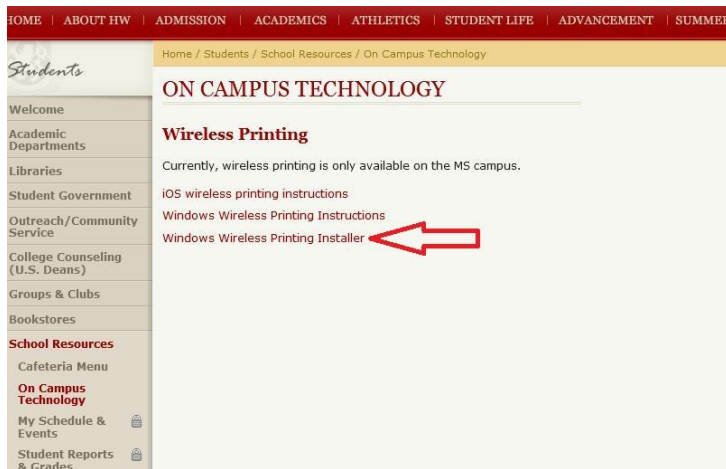 HOME | ABOUT HW | ADMISSION | ACADEMICS | ATHLETICS | STUDENT LIFE | ADVANCEMENT | SUMMER
Students
Welcome
Academic
Departments
Libraries
Student Government
Outreach/Community
Service
College Counseling
(U.S. Deans)
Groups & Clubs
Bookstores
School Resources
Cafeteria Menu
On Campus
Technology
My Schedule &
Events
Student Reports
& Grades
Home / Students / School Resources / On Campus Technology
ON CAMPUS TECHNOLOGY
Wireless Printing
Currently, wireless printing is only available on the MS campus.
iOS wireless printing instructions
Windows Wireless Printing Instructions
Windows Wireless Printing Installer